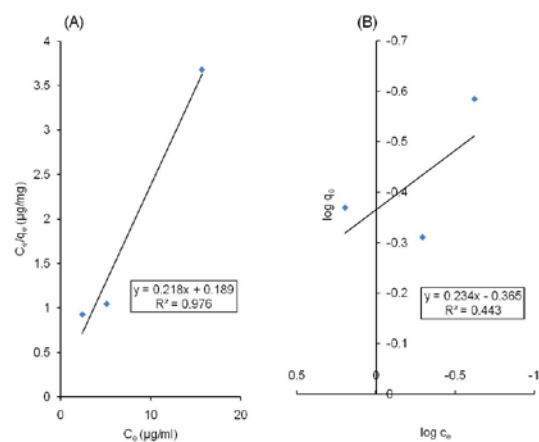 (A)
4
3.5
3
2.5
2
1.5
1
0.5
0
Ce/qe (µg/mg)
y = 0.218x + 0.189
R² = 0.976
0 10 20
Ce (µg/ml)
(B)
-0.7
-0.6
-0.5
-0.4
-0.3
-0.2
-0.1
0
log qe
y = 0.234x - 0.365
R² = 0.443
0.5 0 -0.5 -1
log ce